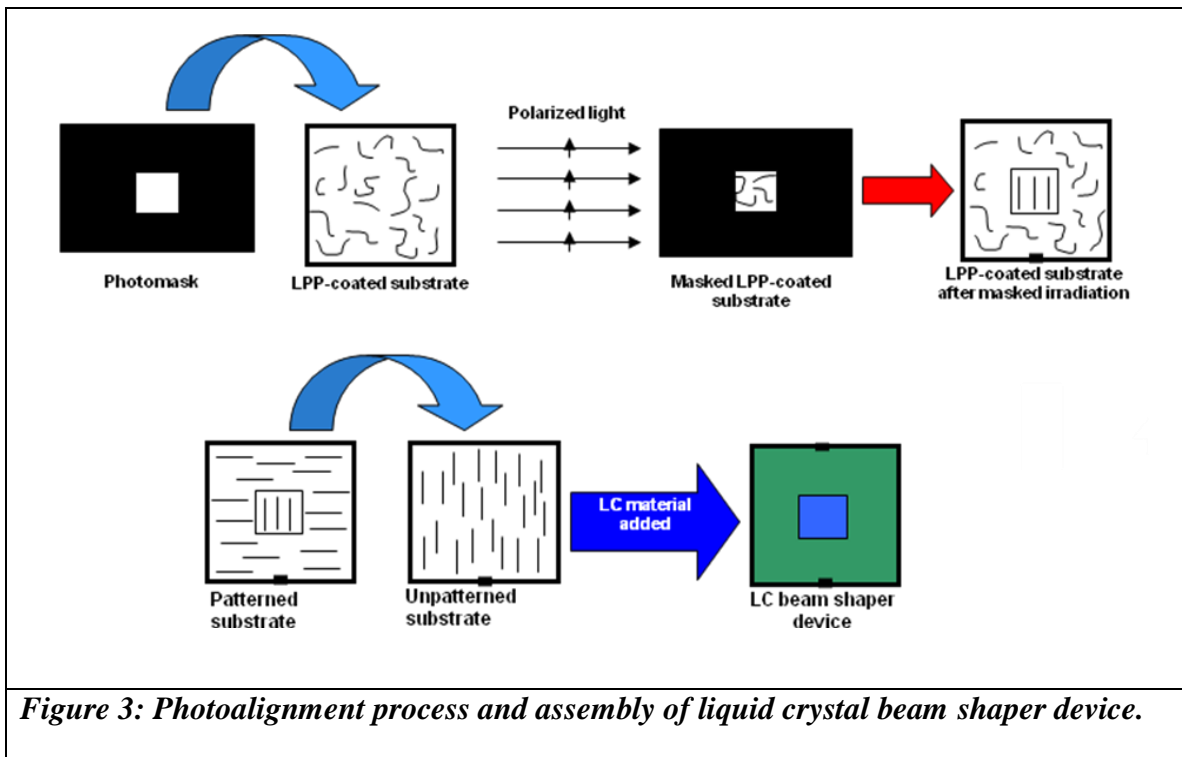 Polarized light
Photomask
LPP-coated substrate
Masked LPP-coated
substrate
LPP-coated substrate
after masked irradiation
LC material
added
Patterned
substrate
Unpatterned
substrate
LC beam shaper
device
Figure 3: Photoalignment process and assembly of liquid crystal beam shaper device.